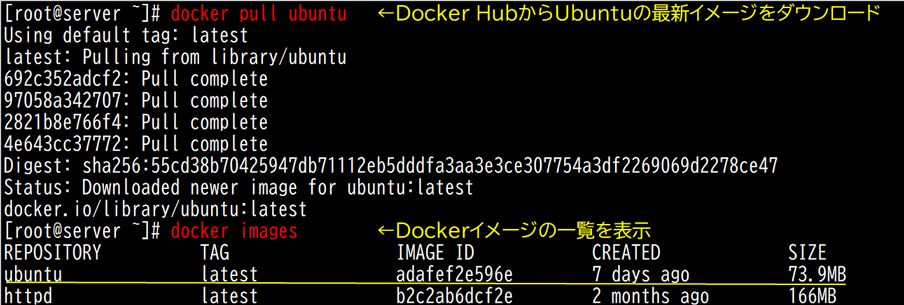 [root@server ~]# docker pull ubuntu ←Docker HubからUbuntuの最新イメージをダウンロード
Using default tag: latest
latest: Pulling from library/ubuntu
692c352adcf2: Pull complete
97058a342707: Pull complete
2821b8e766f4: Pull complete
4e643cc37772: Pull complete
Digest: sha256:55cd38b70425947db71112eb5dddfa3aa3e3ce307754a3df2269069d2278ce47
Status: Downloaded newer image for ubuntu:latest
docker.io/library/ubuntu:latest
[root@server ~]# docker images ←Dockerイメージの一覧を表示
REPOSITORY TAG IMAGE ID CREATED SIZE
ubuntu latest adafef2e596e 7 days ago 73.9MB
httpd latest b2c2ab6dcf2e 2 months ago 166MB